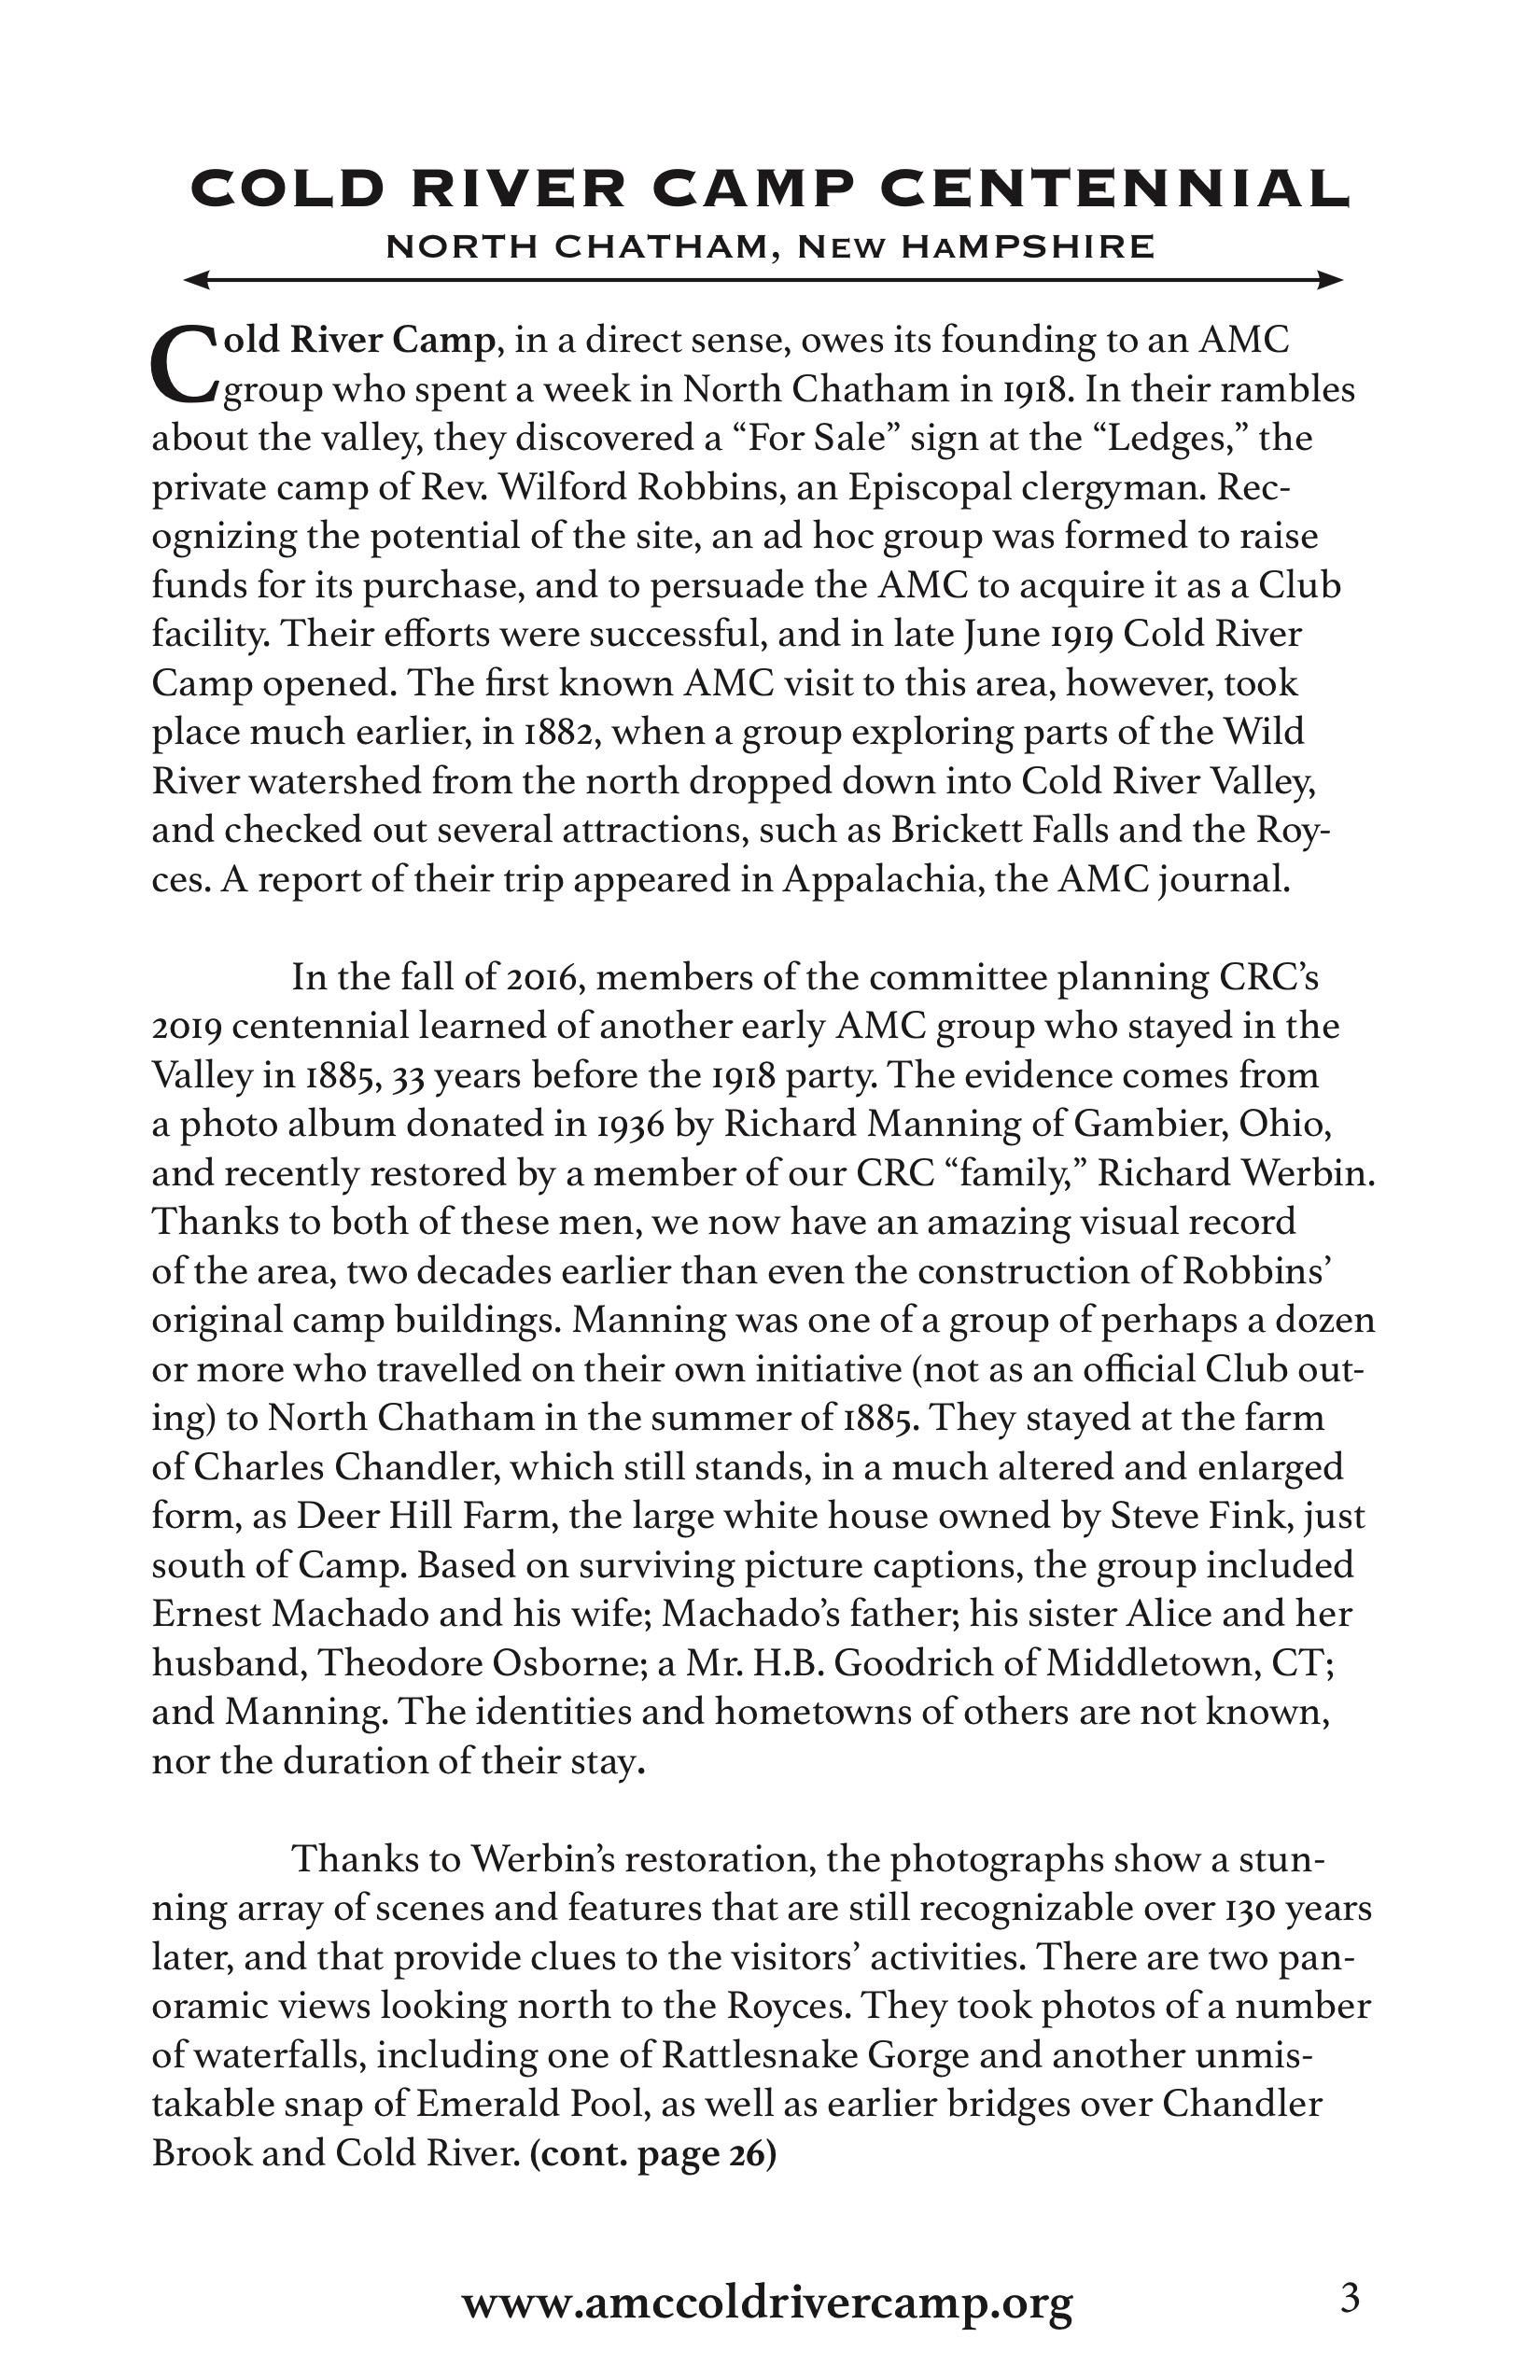 COLD RIVER CAMP CENTENNIAL
NORTH CHATHAM, NEW HAMPSHIRE
Cold River Camp, in a direct sense, owes its founding to an AMC
group who spent a week in North Chatham in 1918. In their rambles
about the valley, they discovered a “For Sale” sign at the “Ledges,” the
private camp of Rev. Wilford Robbins, an Episcopal clergyman. Rec-
ognizing the potential of the site, an ad hoc group was formed to raise
funds for its purchase, and to persuade the AMC to acquire it as a Club
facility. Their efforts were successful, and in late June 1919 Cold River
Camp opened. The first known AMC visit to this area, however, took
place much earlier, in 1882, when a group exploring parts of the Wild
River watershed from the north dropped down into Cold River Valley,
and checked out several attractions, such as Brickett Falls and the Roy-
ces. A report of their trip appeared in Appalachia, the AMC journal.
In the fall of 2016, members of the committee planning CRC’s
2019 centennial learned of another early AMC group who stayed in the
Valley in 1885, 33 years before the 1918 party. The evidence comes from
a photo album donated in 1936 by Richard Manning of Gambier, Ohio,
and recently restored by a member of our CRC “family,” Richard Werbin.
Thanks to both of these men, we now have an amazing visual record
of the area, two decades earlier than even the construction of Robbins’
original camp buildings. Manning was one of a group of perhaps a dozen
or more who travelled on their own initiative (not as an official Club out-
ing) to North Chatham in the summer of 1885. They stayed at the farm
of Charles Chandler, which still stands, in a much altered and enlarged
form, as Deer Hill Farm, the large white house owned by Steve Fink, just
south of Camp. Based on surviving picture captions, the group included
Ernest Machado and his wife; Machado’s father; his sister Alice and her
husband, Theodore Osborne; a Mr. H.B. Goodrich of Middletown, CT;
and Manning. The identities and hometowns of others are not known,
nor the duration of their stay.
Thanks to Werbin’s restoration, the photographs show a stun-
ning array of scenes and features that are still recognizable over 130 years
later, and that provide clues to the visitors’ activities. There are two pan-
oramic views looking north to the Royces. They took photos of a number
of waterfalls, including one of Rattlesnake Gorge and another unmis-
takable snap of Emerald Pool, as well as earlier bridges over Chandler
Brook and Cold River. (cont. page 26)
www.amccoldrivercamp.org
3